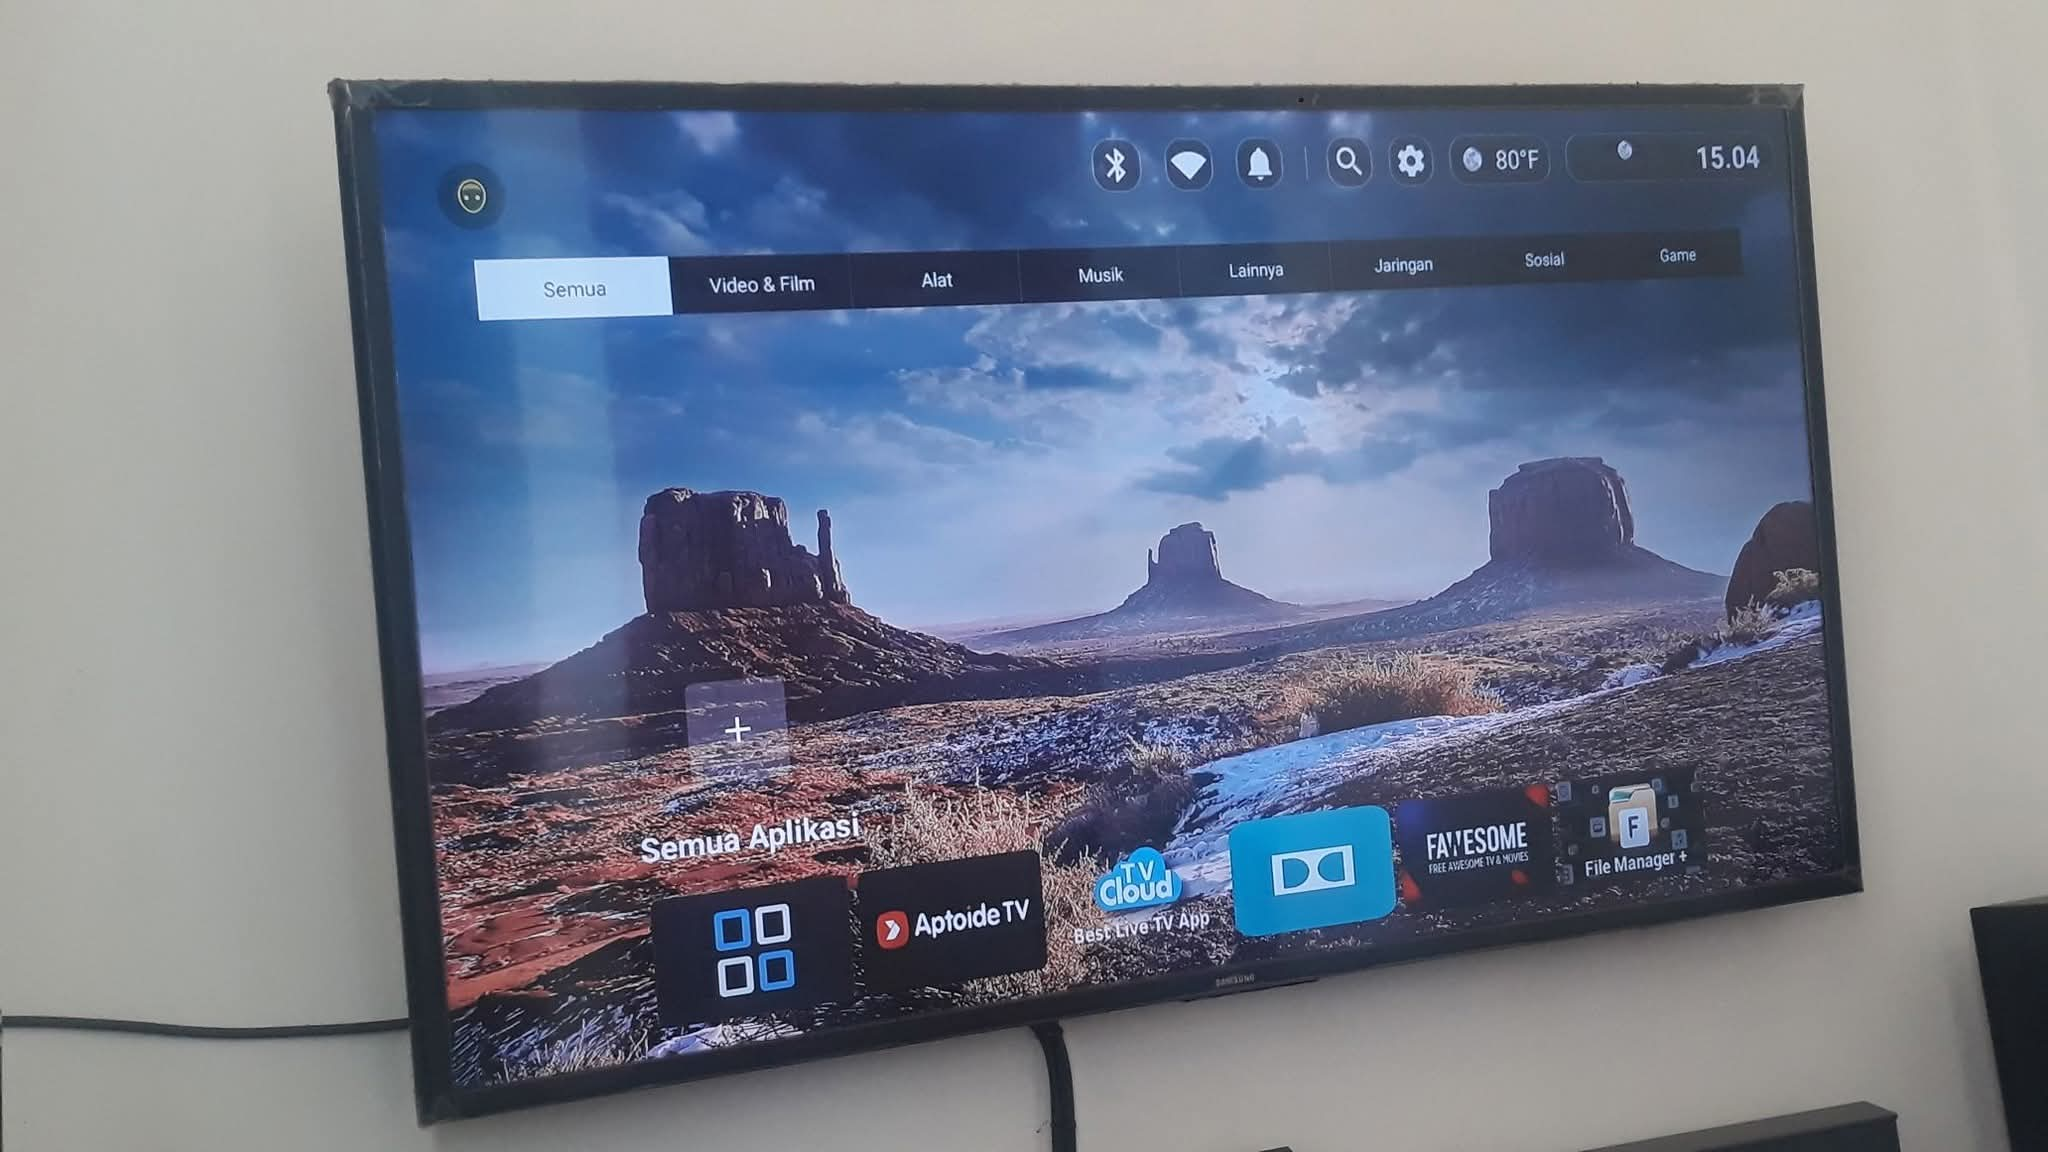 80°F
15.04
Semua
Video & Film
Alat
Musik
Lainnya
Jaringan
Sosial
Game
+
Semua Aplikasi
Aptoide TV
TV
Cloud
Best Live TV App
FAWESOME
FREE AWESOME TV & MOVIES
F
File Manager +
SAMSUNG